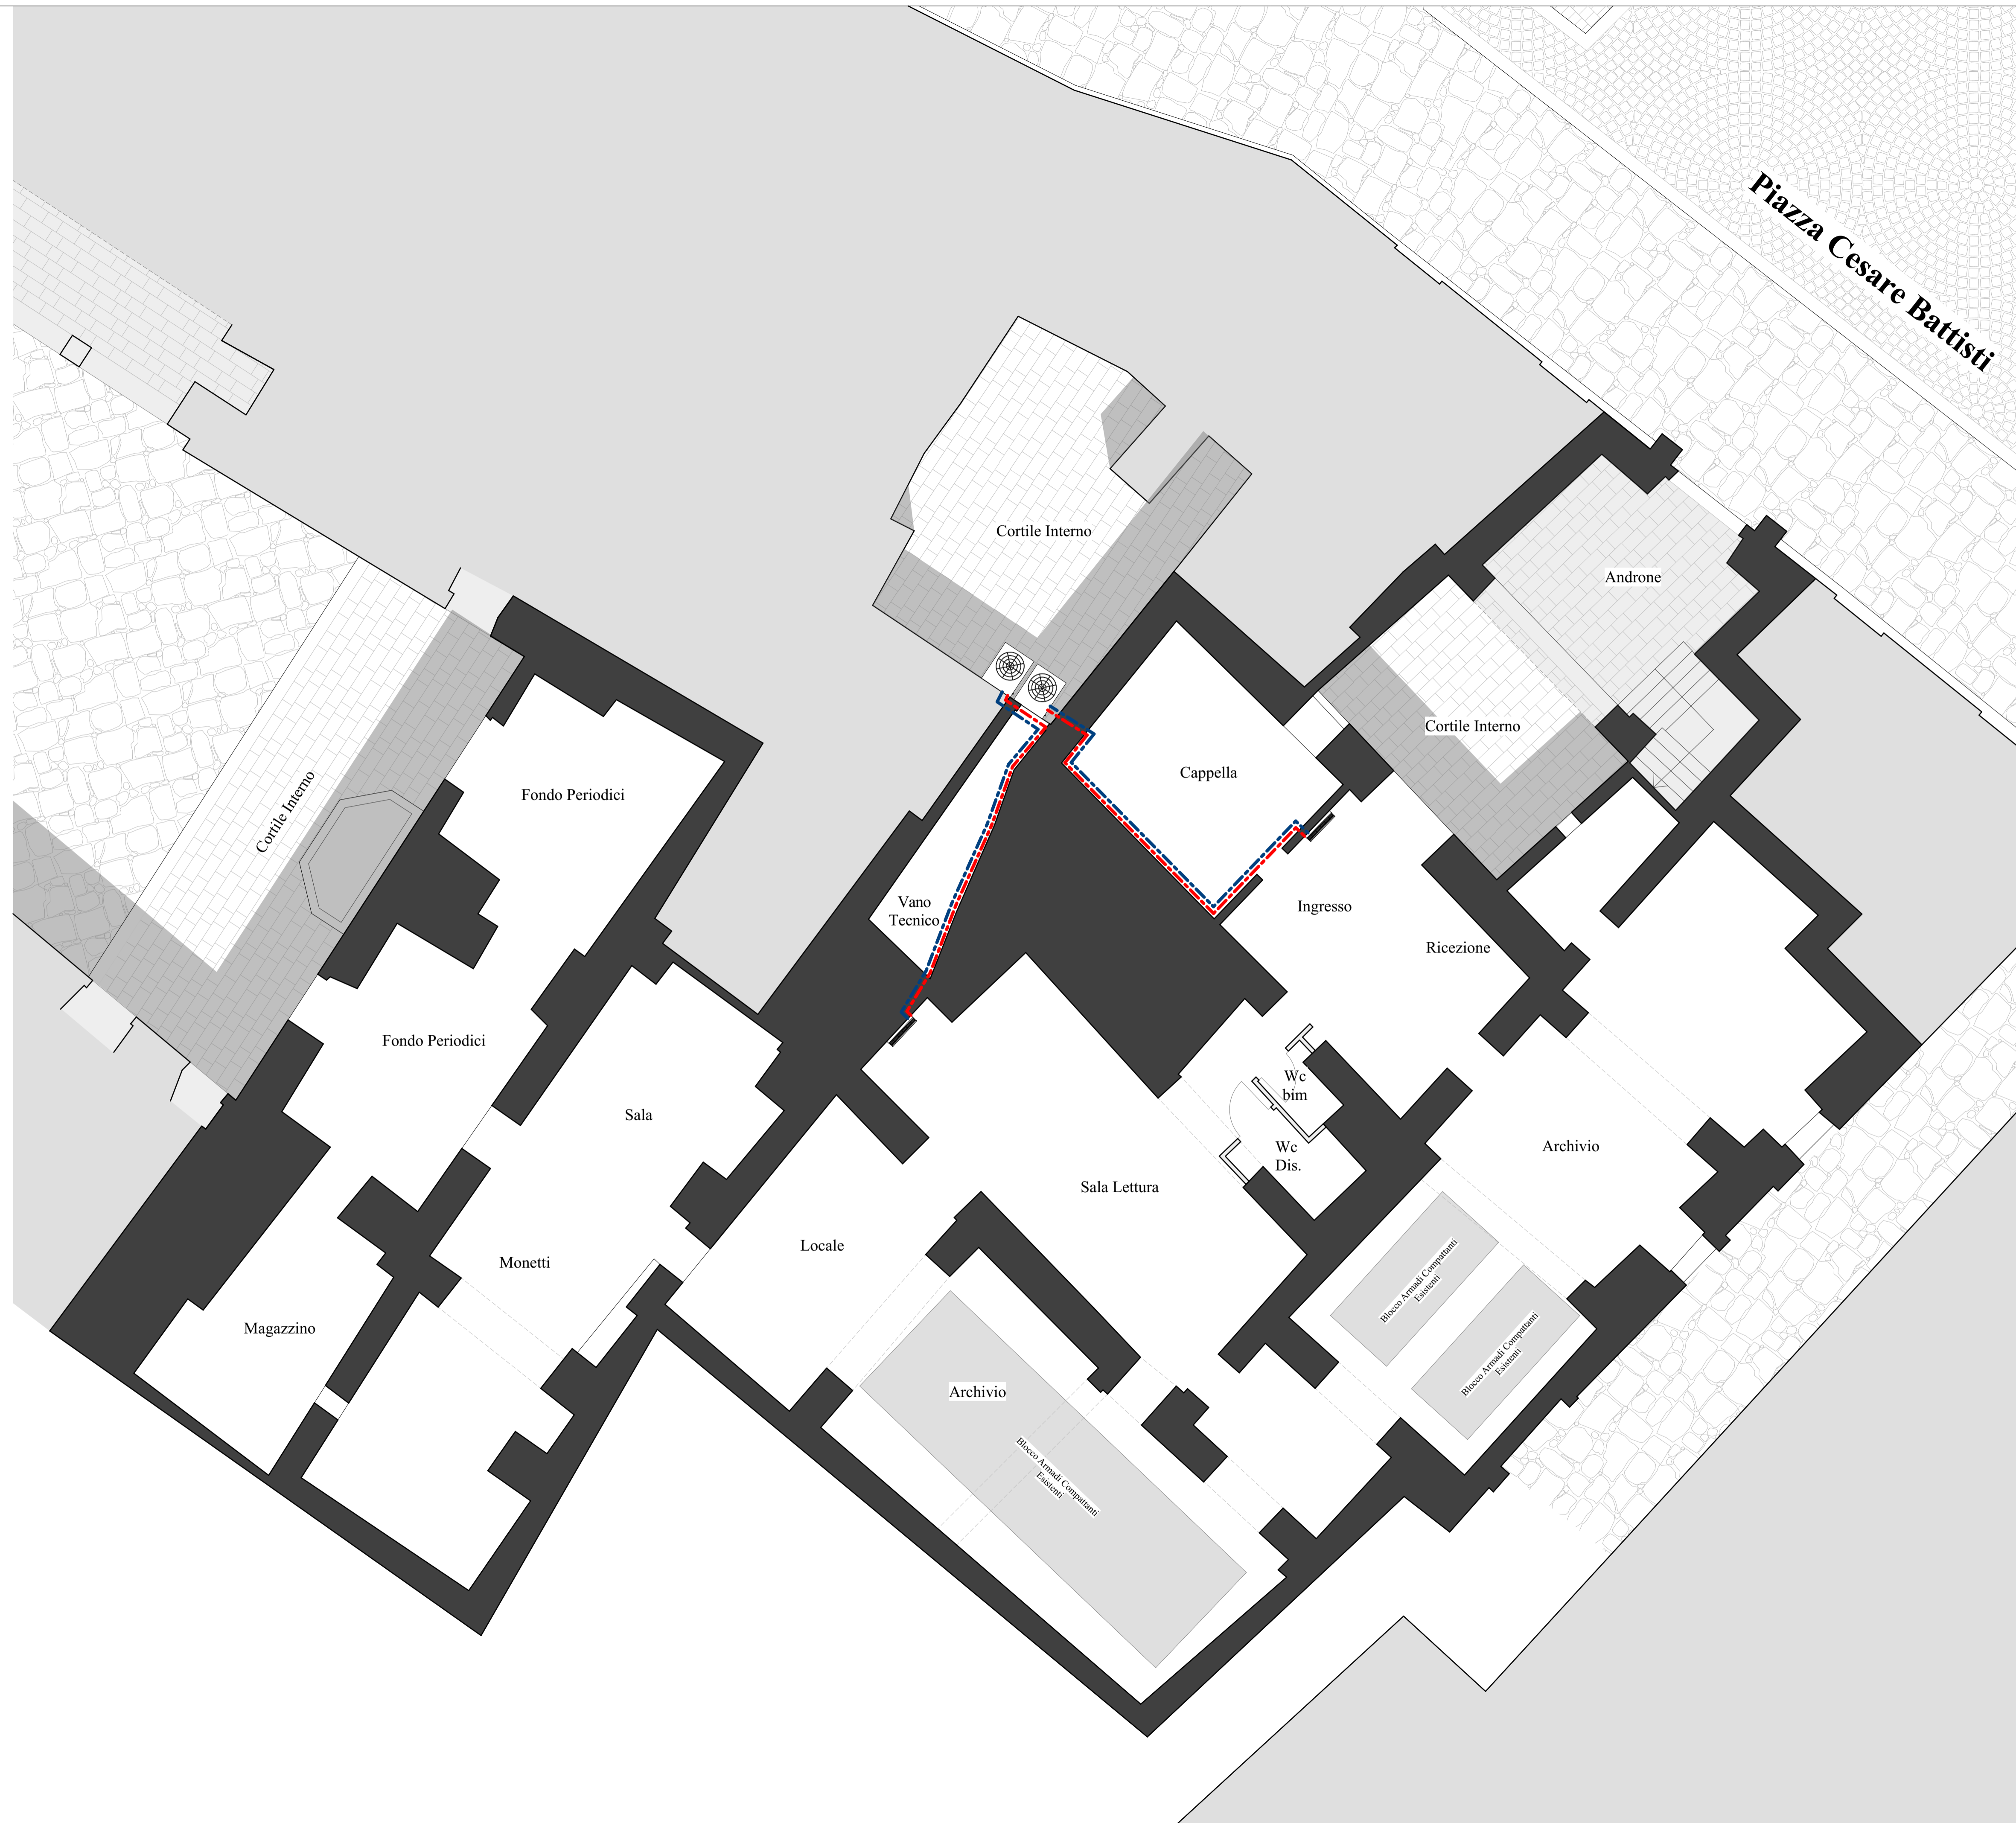 Piazza Cesare Battisti
Cortile Interno
Androne
Cortile Interno
Cappella
Fondo Periodici
Cortile Interno
Vano
Tecnico
Ingresso
Ricezione
Fondo Periodici
Wc
bim
Sala
Wc
Dis.
Archivio
Sala Lettura
Locale
Monetti
Blocco Armadi Compattanti
Esistenti
Magazzino
Blocco Armadi Compattanti
Esistenti
Archivio
Blocco Armadi Compattanti
Esistenti